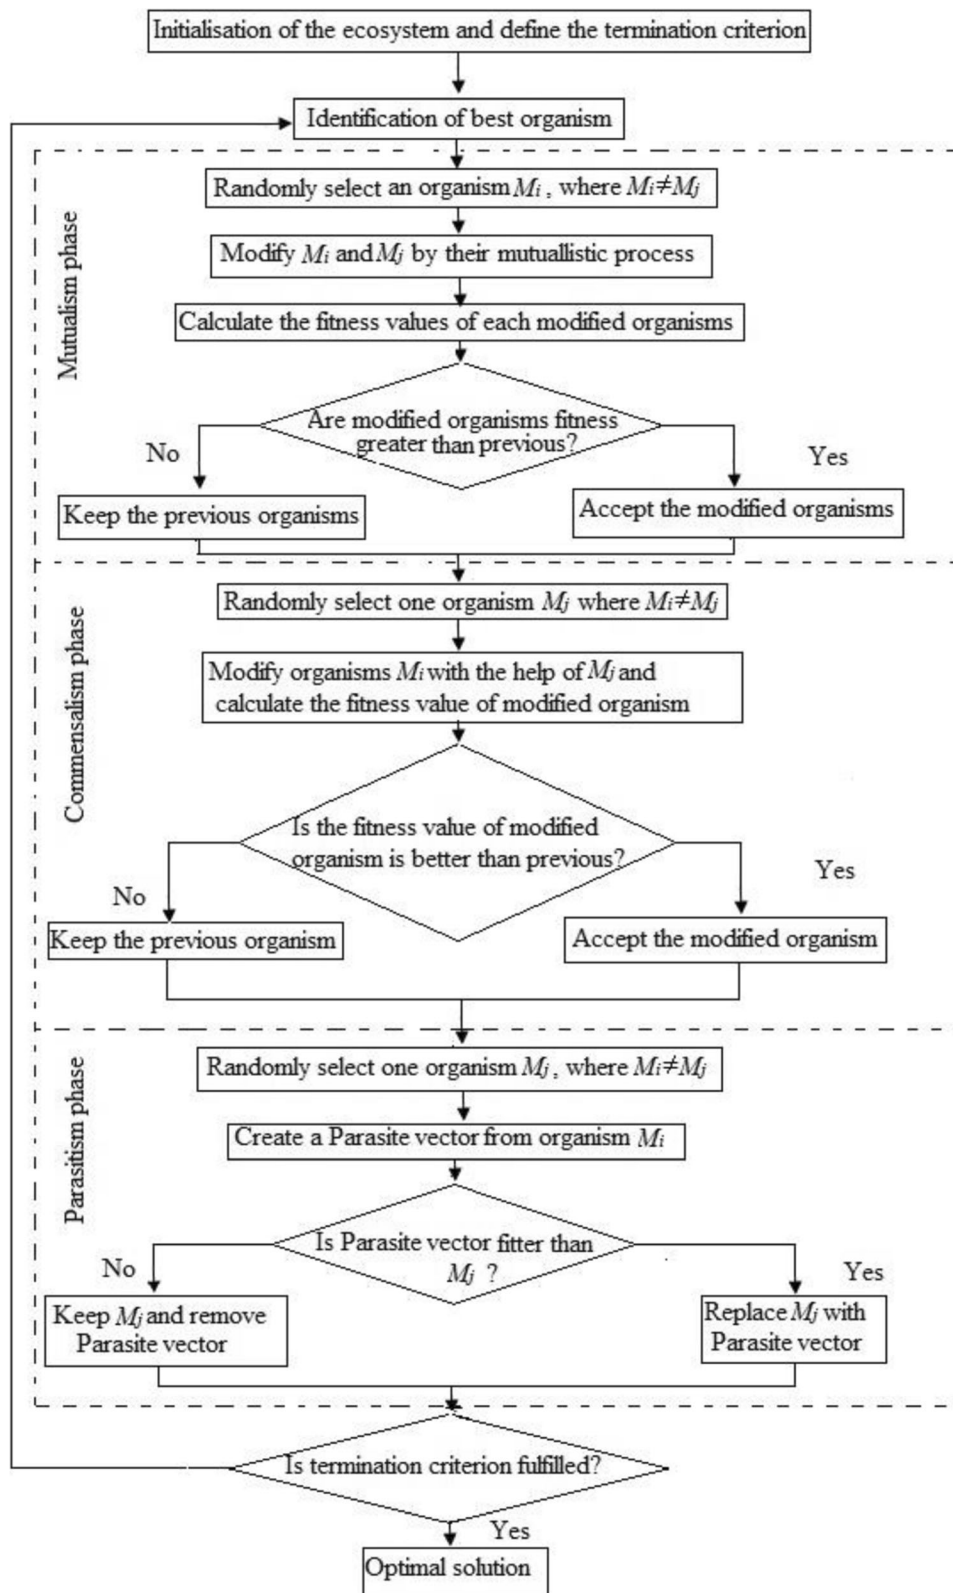 Initialisation of the ecosystem and define the termination criterion
Identification of best organism
Mutualism phase
Randomly select an organism Mi , where Mi≠Mj
Modify Mi and Mj by their mutuallistic process
Calculate the fitness values of each modified organisms
Are modified organisms fitness
greater than previous?
No
Yes
Keep the previous organisms
Accept the modified organisms
Commensalism phase
Randomly select one organism Mj where Mi≠Mj
Modify organisms Mi with the help of Mj and
calculate the fitness value of modified organism
Is the fitness value of modified
organism is better than previous?
No
Yes
Keep the previous organism
Accept the modified organism
Parasitism phase
Randomly select one organism Mj , where Mi≠Mj
Create a Parasite vector from organism Mi
Is Parasite vector fitter than
Mj ?
No
Yes
Keep Mj and remove
Parasite vector
Replace Mj with
Parasite vector
Is termination criterion fulfilled?
Yes
Optimal solution